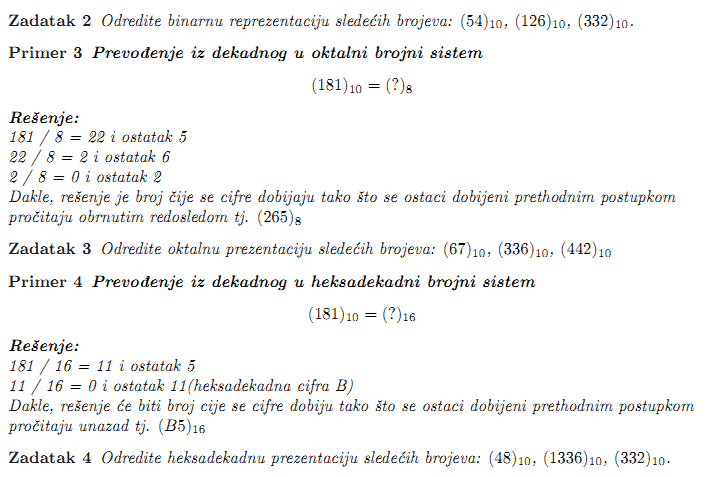 Zadatak 2 Odredite binarnu reprezentaciju sledećih brojeva: (54)₁₀, (126)₁₀, (332)₁₀.
Primer 3 Prevođenje iz dekadnog u oktalni brojni sistem
(181)₁₀ = (?)₈
Rešenje:
181 / 8 = 22 i ostatak 5
22 / 8 = 2 i ostatak 6
2 / 8 = 0 i ostatak 2
Dakle, rešenje je broj čije se cifre dobijaju tako što se ostaci dobijeni prethodnim postupkom
pročitaju obrnutim redosledom tj. (265)₈
Zadatak 3 Odredite oktalnu prezentaciju sledećih brojeva: (67)₁₀, (336)₁₀, (442)₁₀
Primer 4 Prevođenje iz dekadnog u heksadekadni brojni sistem
(181)₁₀ = (?)₁₆
Rešenje:
181 / 16 = 11 i ostatak 5
11 / 16 = 0 i ostatak 11(heksadekadna cifra B)
Dakle, rešenje će biti broj cije se cifre dobiju tako što se ostaci dobijeni prethodnim postupkom
pročitaju unazad tj. (B5)₁₆
Zadatak 4 Odredite heksadekadnu prezentaciju sledećih brojeva: (48)₁₀, (1336)₁₀, (332)₁₀.